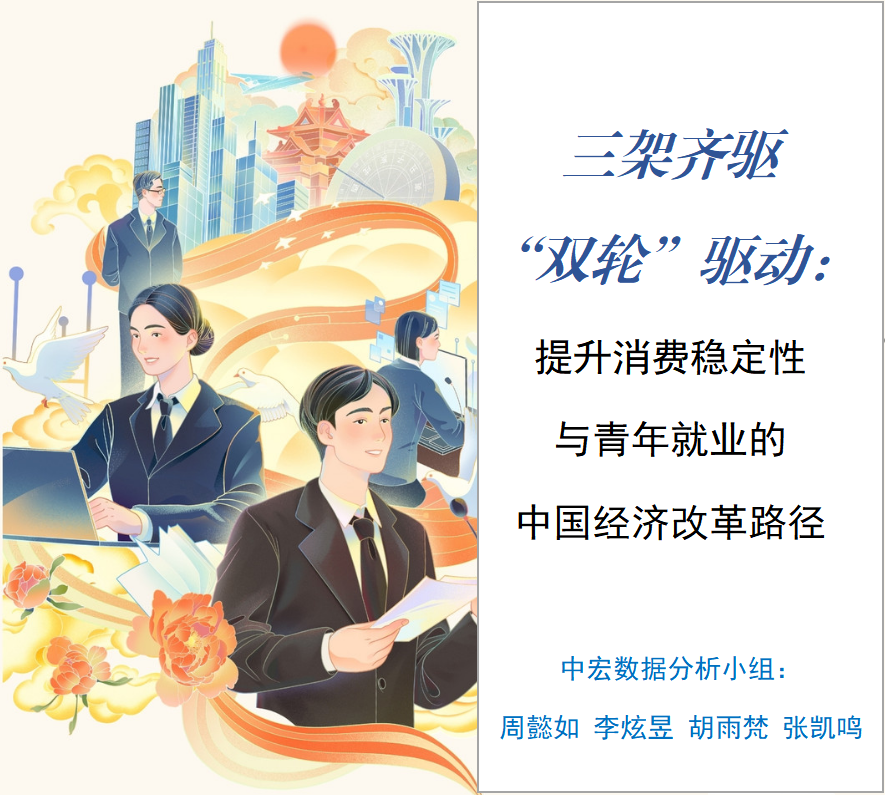 三架齐驱
“双轮”驱动：
提升消费稳定性
与青年就业的
中国经济改革路径
中宏数据分析小组：
周懿如 李炫昱 胡雨梵 张凯鸣